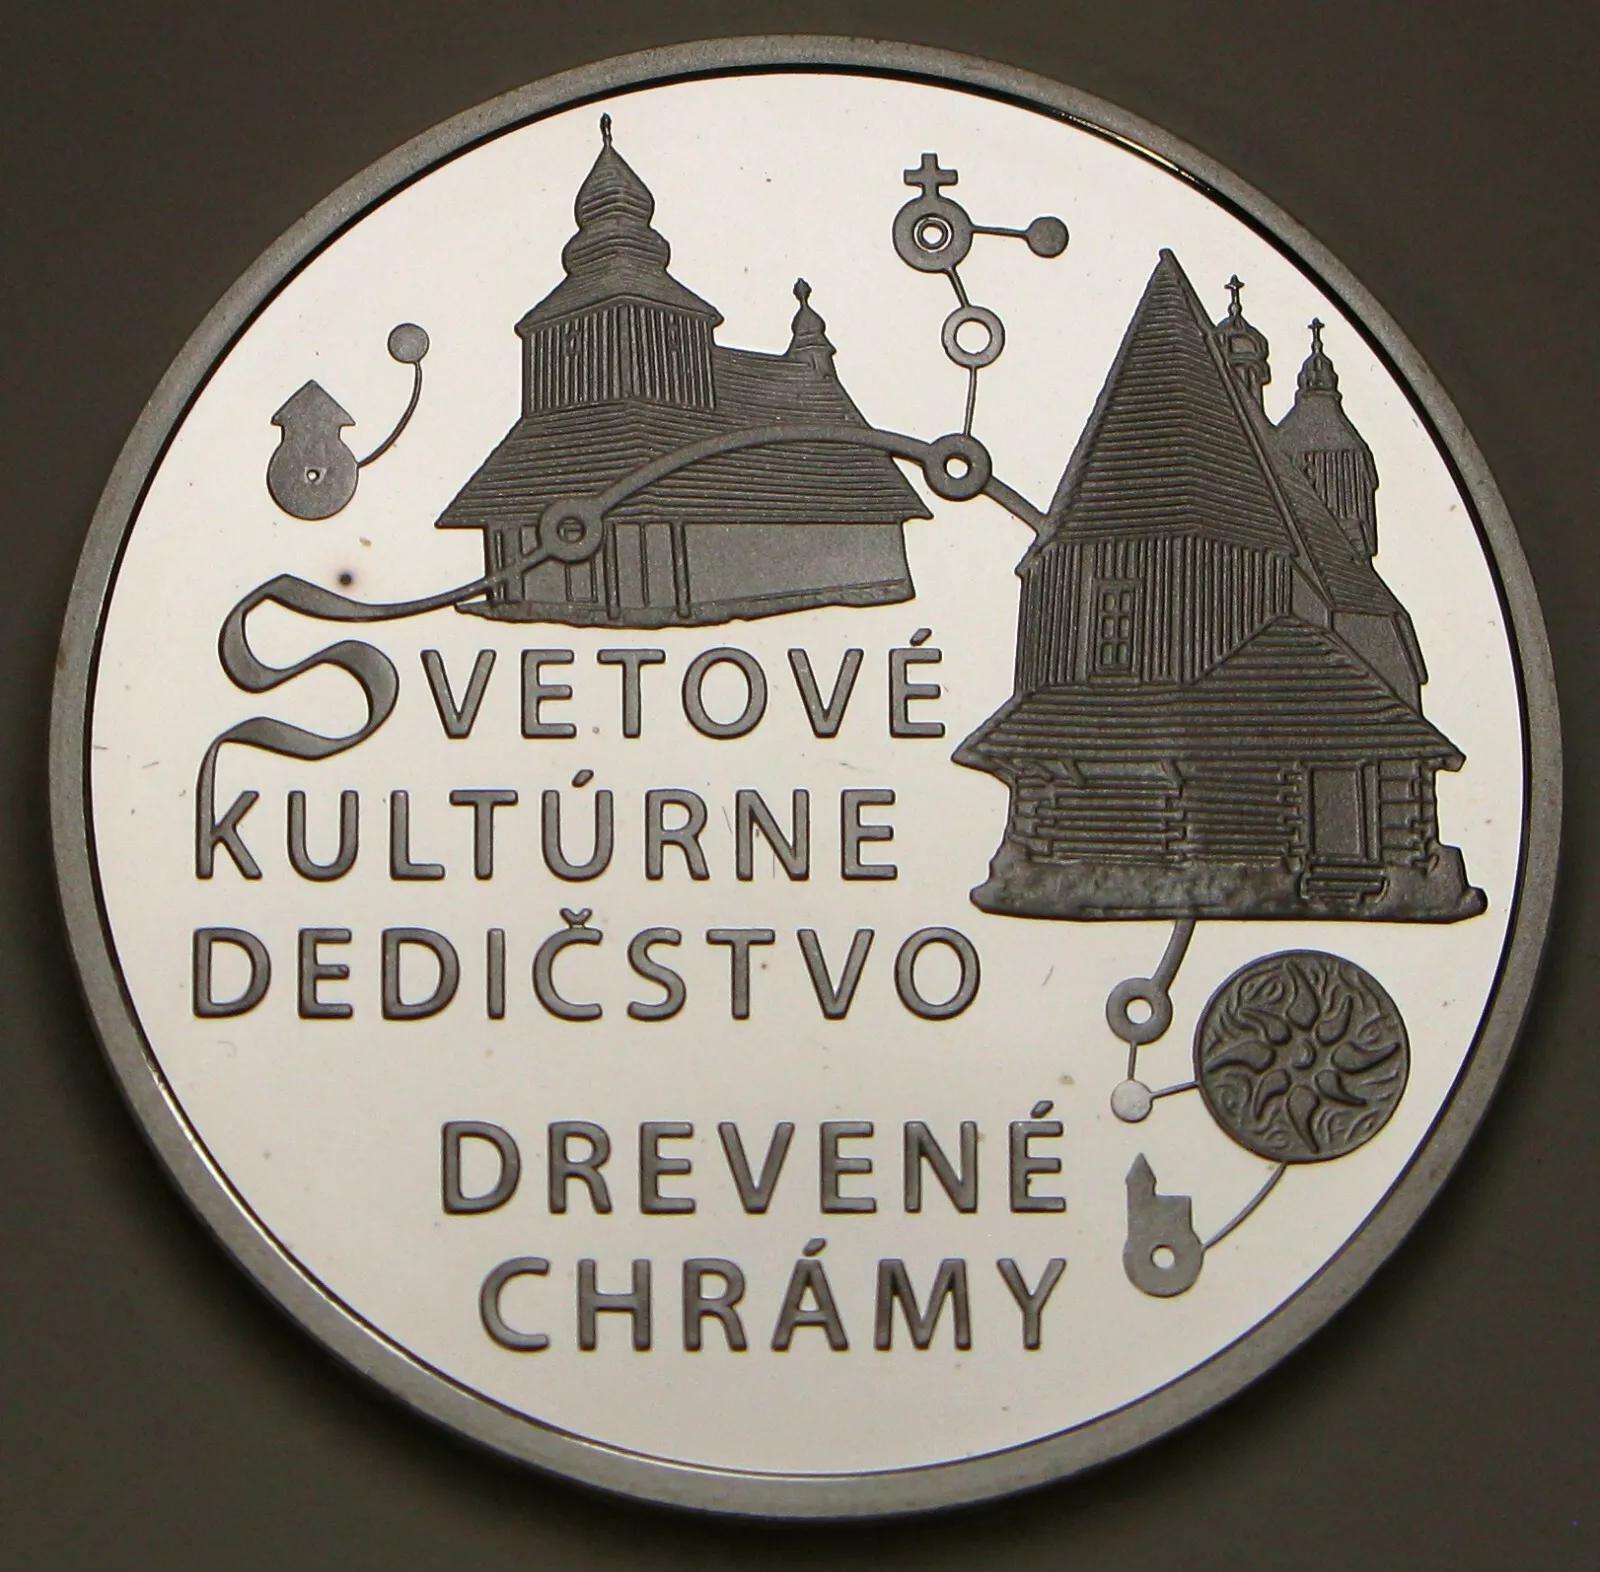 SVETOVÉ
KULTÚRNE
DEDIČSTVO
DREVENÉ
CHRÁMY